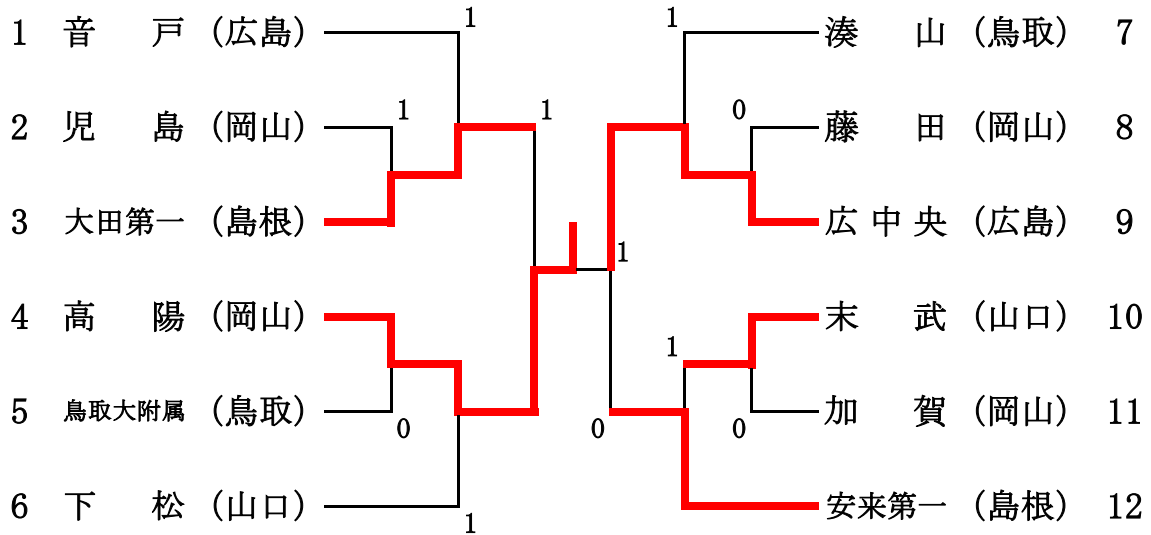 1 音戸 (広島)
1
1
湊山 (鳥取) 7
2 児島 (岡山)
1
1
0
藤田 (岡山) 8
3 大田第一 (島根)
広中央 (広島) 9
1
4 高陽 (岡山)
末武 (山口) 10
1
5 鳥取大附属 (鳥取)
0
0
0
加賀 (岡山) 11
6 下松 (山口)
1
安来第一 (島根) 12